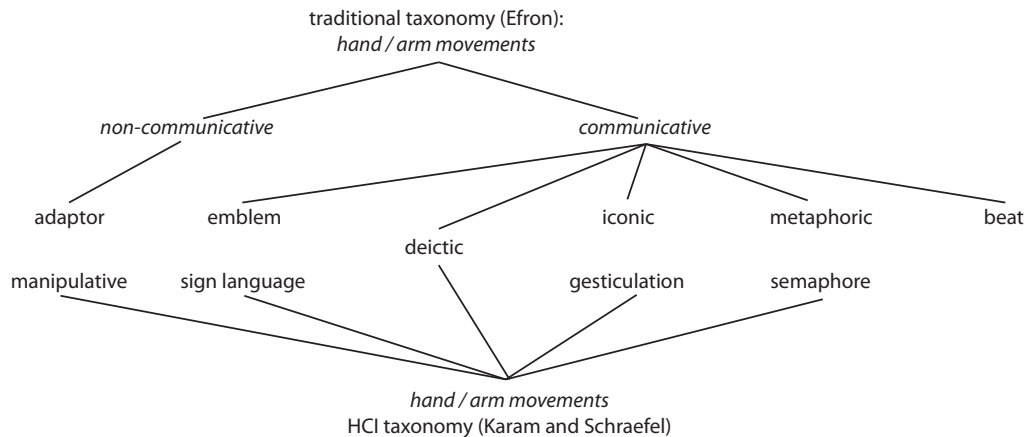 traditional taxonomy (Efron):
hand / arm movements
non-communicative
communicative
adaptor
emblem
iconic
metaphoric
beat
deictic
manipulative
sign language
gesticulation
semaphore
hand / arm movements
HCI taxonomy (Karam and Schraefel)